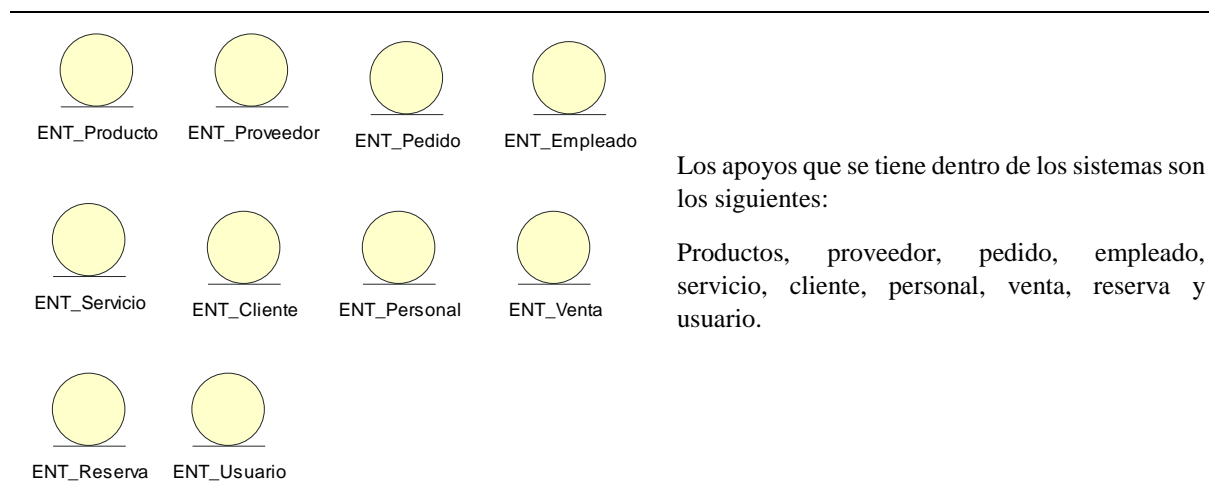 ENT_Producto ENT_Proveedor ENT_Pedido ENT_Empleado
ENT_Servicio ENT_Cliente ENT_Personal ENT_Venta
ENT_Reserva ENT_Usuario
Los apoyos que se tiene dentro de los sistemas son
los siguientes:
Productos, proveedor, pedido, empleado,
servicio, cliente, personal, venta, reserva y
usuario.